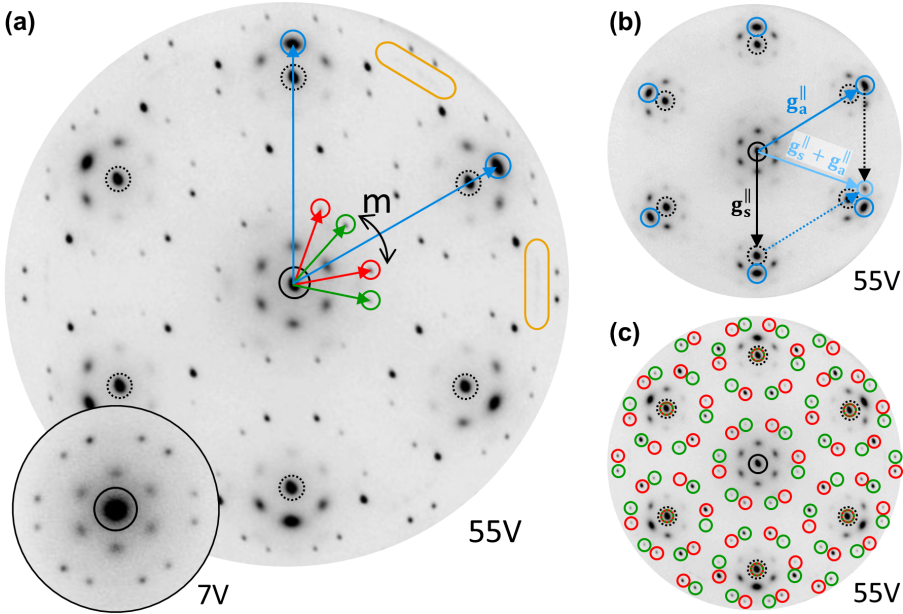 (a)
m
55V
7V
(b)
g_a^∥
g_s^∥ + g_a^∥
g_s^∥
55V
(c)
55V